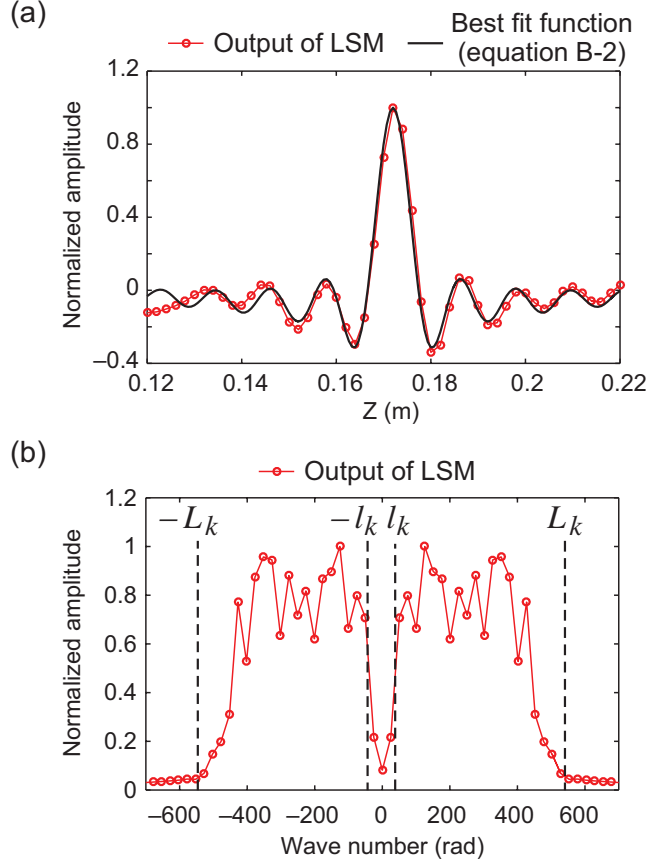 (a)
Output of LSM
Best fit function
(equation B-2)
1.2
1.0
0.4
0
−0.4
Normalized amplitude
0.12
0.14
0.16
0.18
0.2
0.22
Z (m)
(b)
Output of LSM
1.2
1
0.8
0.6
0.4
0.2
0
Normalized amplitude
−L_k
−l_k
l_k
L_k
−600
−400
−200
0
200
400
600
Wave number (rad)